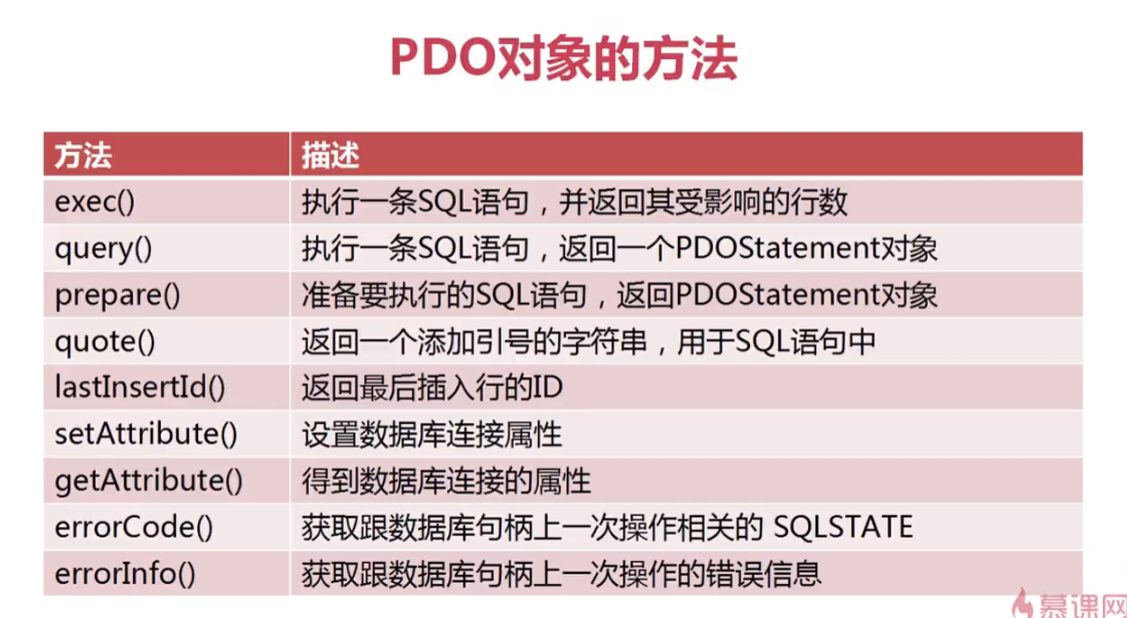 PDO对象的方法
方法 描述
exec() 执行一条SQL语句，并返回其受影响的行数
query() 执行一条SQL语句，返回一个PDOStatement对象
prepare() 准备要执行的SQL语句，返回PDOStatement对象
quote() 返回一个添加引号的字符串，用于SQL语句中
lastInsertId() 返回最后插入行的ID
setAttribute() 设置数据库连接属性
getAttribute() 得到数据库连接的属性
errorCode() 获取跟数据库句柄上一次操作相关的 SQLSTATE
errorInfo() 获取跟数据库句柄上一次操作的错误信息
慕课网